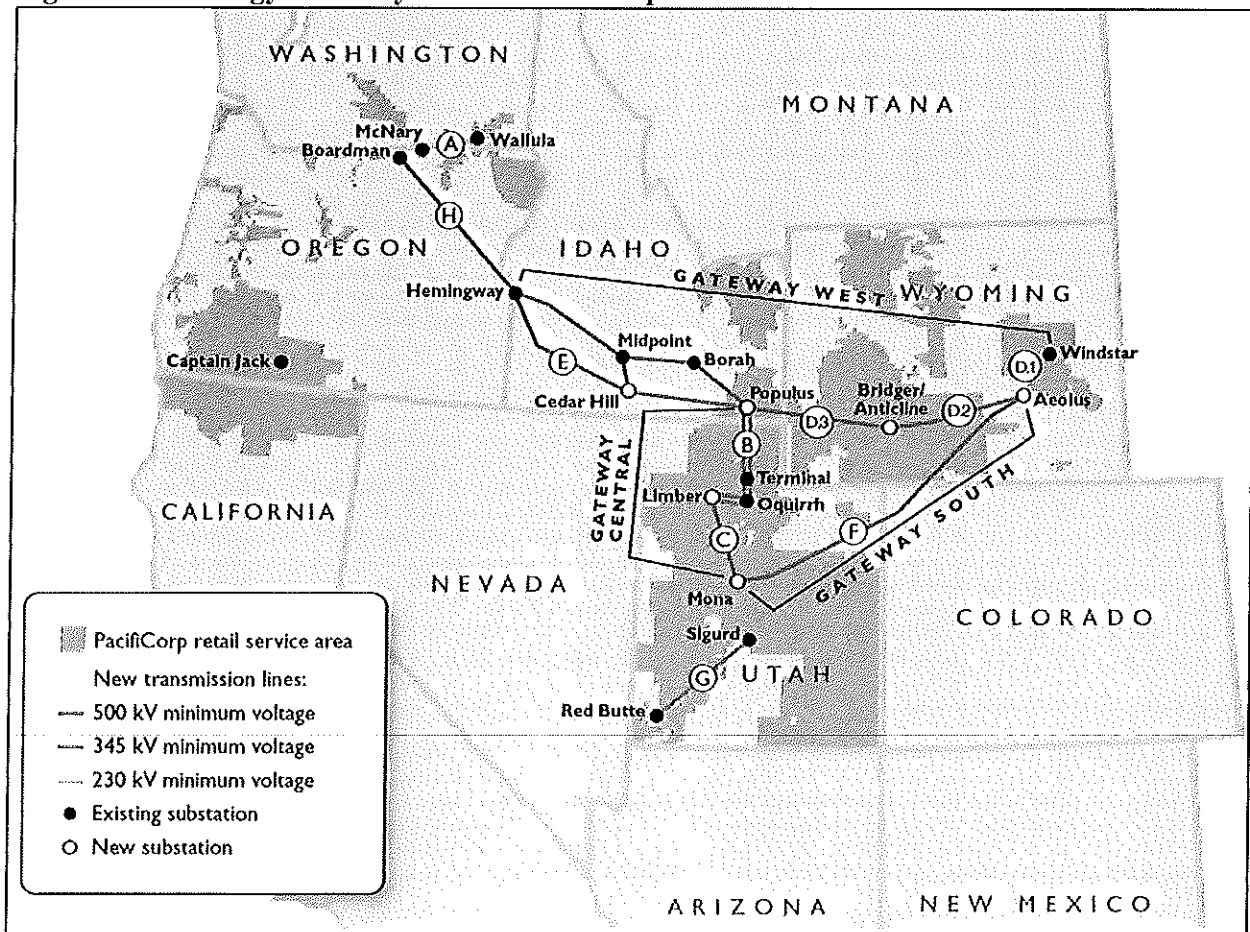 WASHINGTON
MONTANA
McNary
A
Wallula
Boardman
H
OREGON
IDAHO
GATEWAY WEST
WYOMING
Hemingway
Midpoint
Borah
Windstar
Captain Jack
E
D1
Cedar Hill
Populus
Bridger/
Anticline
D2
Aeolus
D3
B
GATEWAY
CENTRAL
Terminal
Limber
Oquirrh
CALIFORNIA
C
F
GATEWAY SOUTH
NEVADA
Mona
COLORADO
Sigurd
G
UTAH
Red Butte
PacifiCorp retail service area
New transmission lines:
500 kV minimum voltage
345 kV minimum voltage
230 kV minimum voltage
Existing substation
New substation
ARIZONA
NEW MEXICO